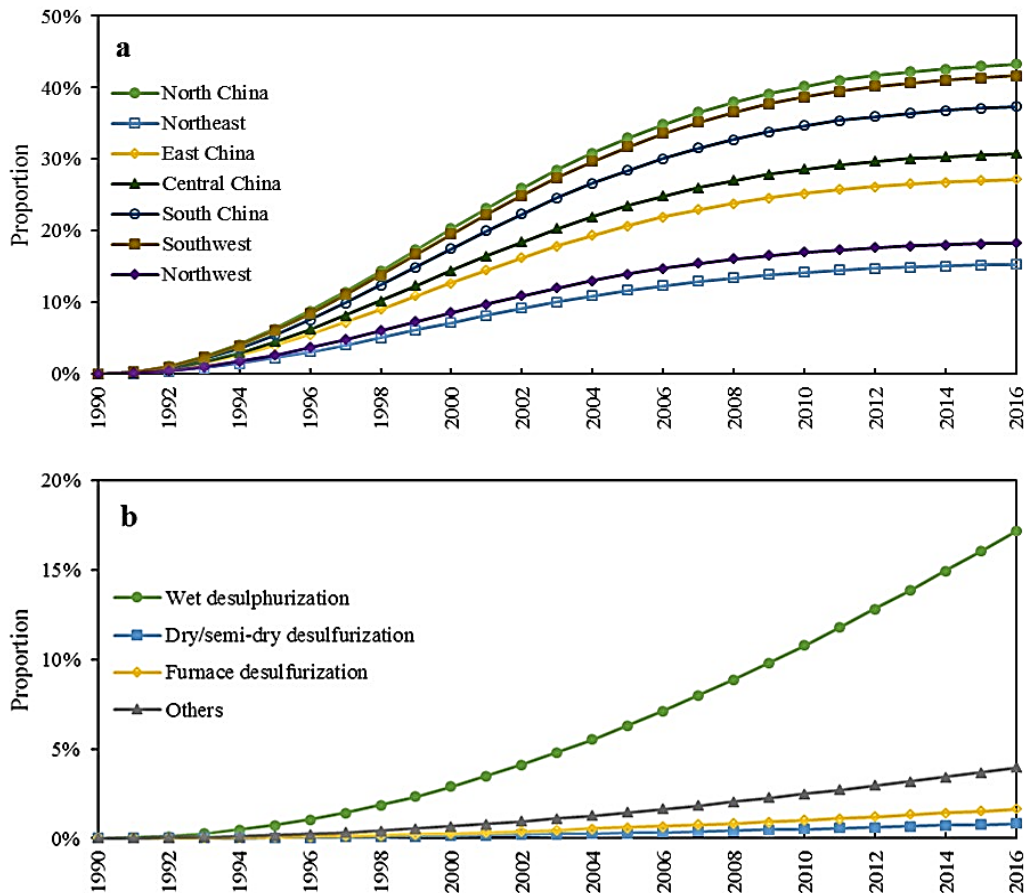 50%
a
North China
Northeast
East China
Central China
South China
Southwest
Northwest
40%
30%
20%
10%
0%
Proportion
1990
1992
1994
1996
1998
2000
2002
2004
2006
2008
2010
2012
2014
2016
20%
b
Wet desulphurization
Dry/semi-dry desulfurization
Furnace desulfurization
Others
15%
10%
5%
0%
Proportion
1990
1992
1994
1996
1998
2000
2002
2004
2006
2008
2010
2012
2014
2016